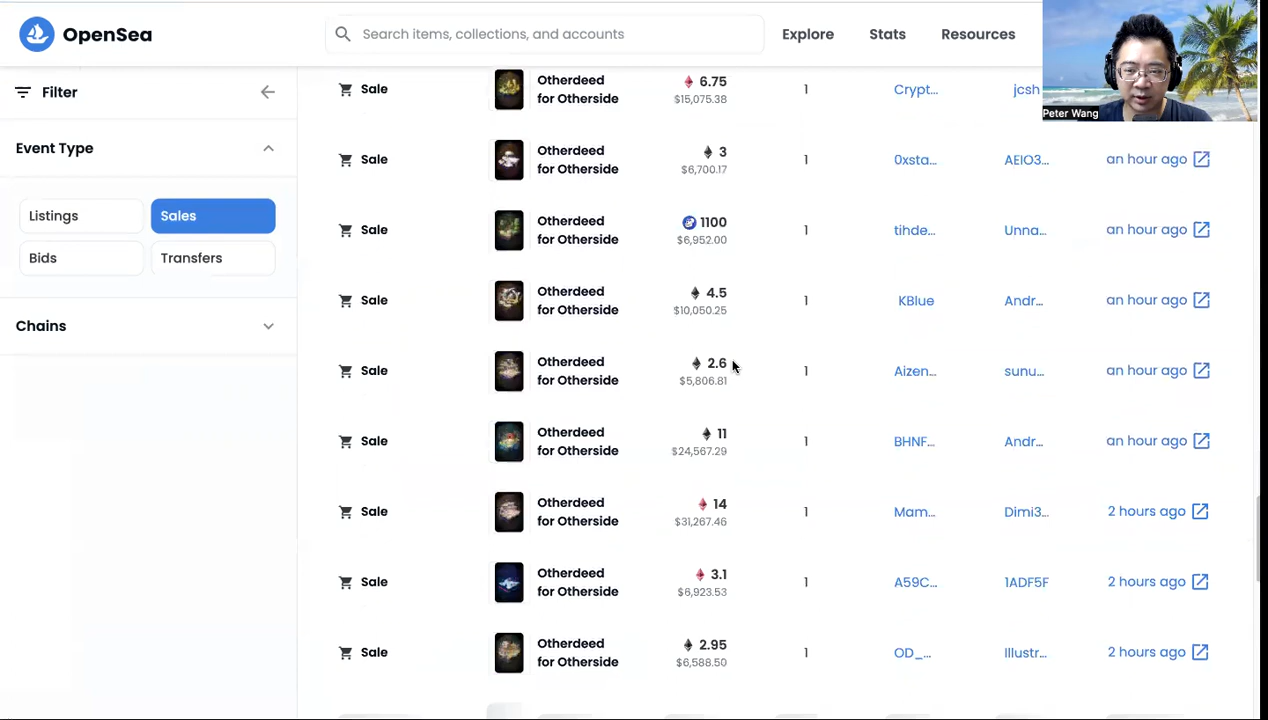 OpenSea
Search items, collections, and accounts
Explore
Stats
Resources
Peter Wang
Filter
Event Type
Listings
Sales
Bids
Transfers
Chains
Sale
Otherdeed
for Otherside
6.75
$15,075.38
1
Crypt...
jcsh
Sale
Otherdeed
for Otherside
3
$6,700.17
1
0xsta...
AEIO3...
an hour ago
Sale
Otherdeed
for Otherside
1100
$6,952.00
1
tihde...
Unna...
an hour ago
Sale
Otherdeed
for Otherside
4.5
$10,050.25
1
KBlue
Andr...
an hour ago
Sale
Otherdeed
for Otherside
2.6
$5,806.81
1
Aizen...
sunu...
an hour ago
Sale
Otherdeed
for Otherside
11
$24,567.29
1
BHNF...
Andr...
an hour ago
Sale
Otherdeed
for Otherside
14
$31,267.46
1
Mam...
Dimi3...
2 hours ago
Sale
Otherdeed
for Otherside
3.1
$6,923.53
1
A59C...
1ADF5F
2 hours ago
Sale
Otherdeed
for Otherside
2.95
$6,588.50
1
OD_...
Illustr...
2 hours ago